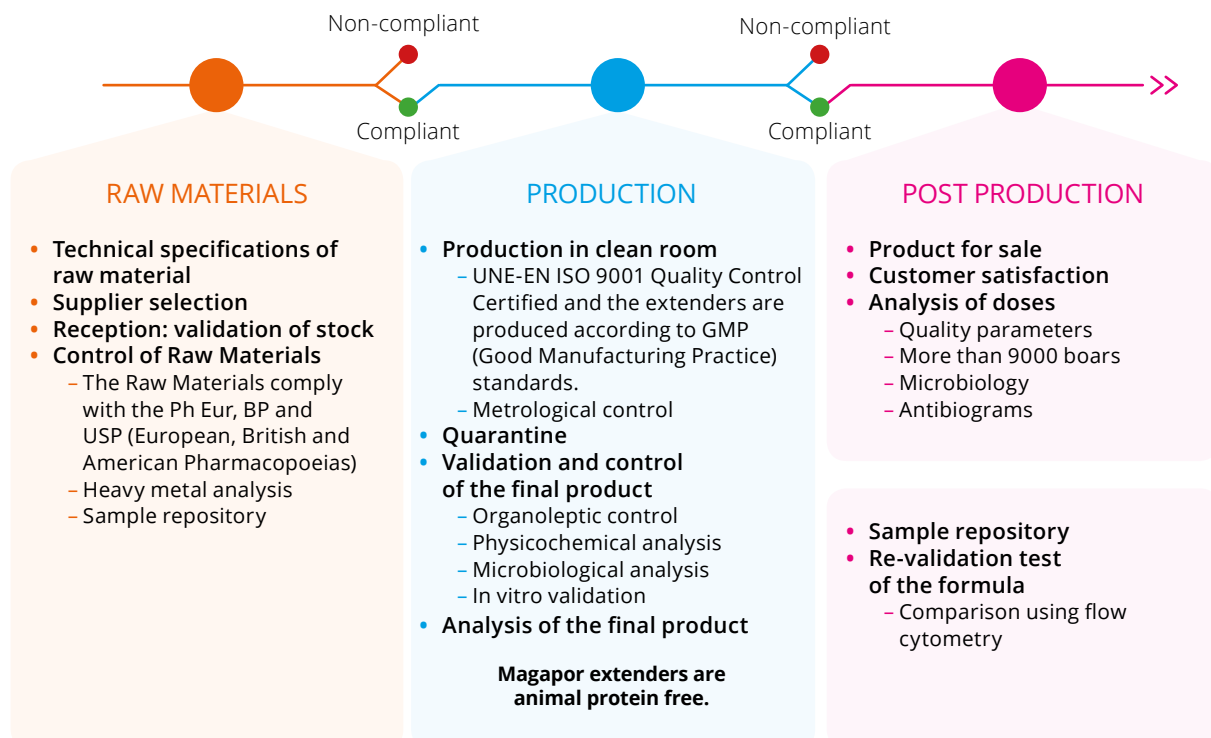 Non-compliant
Compliant
Non-compliant
Compliant
RAW MATERIALS
• Technical specifications of
raw material
• Supplier selection
• Reception: validation of stock
• Control of Raw Materials
– The Raw Materials comply
with the Ph Eur, BP and
USP (European, British and
American Pharmacopoeias)
– Heavy metal analysis
– Sample repository
PRODUCTION
• Production in clean room
– UNE-EN ISO 9001 Quality Control
Certified and the extenders are
produced according to GMP
(Good Manufacturing Practice)
standards.
– Metrological control
• Quarantine
• Validation and control
of the final product
– Organoleptic control
– Physicochemical analysis
– Microbiological analysis
– In vitro validation
• Analysis of the final product
Magapor extenders are
animal protein free.
POST PRODUCTION
• Product for sale
• Customer satisfaction
• Analysis of doses
– Quality parameters
– More than 9000 boars
– Microbiology
– Antibiograms
• Sample repository
• Re-validation test
of the formula
– Comparison using flow
cytometry